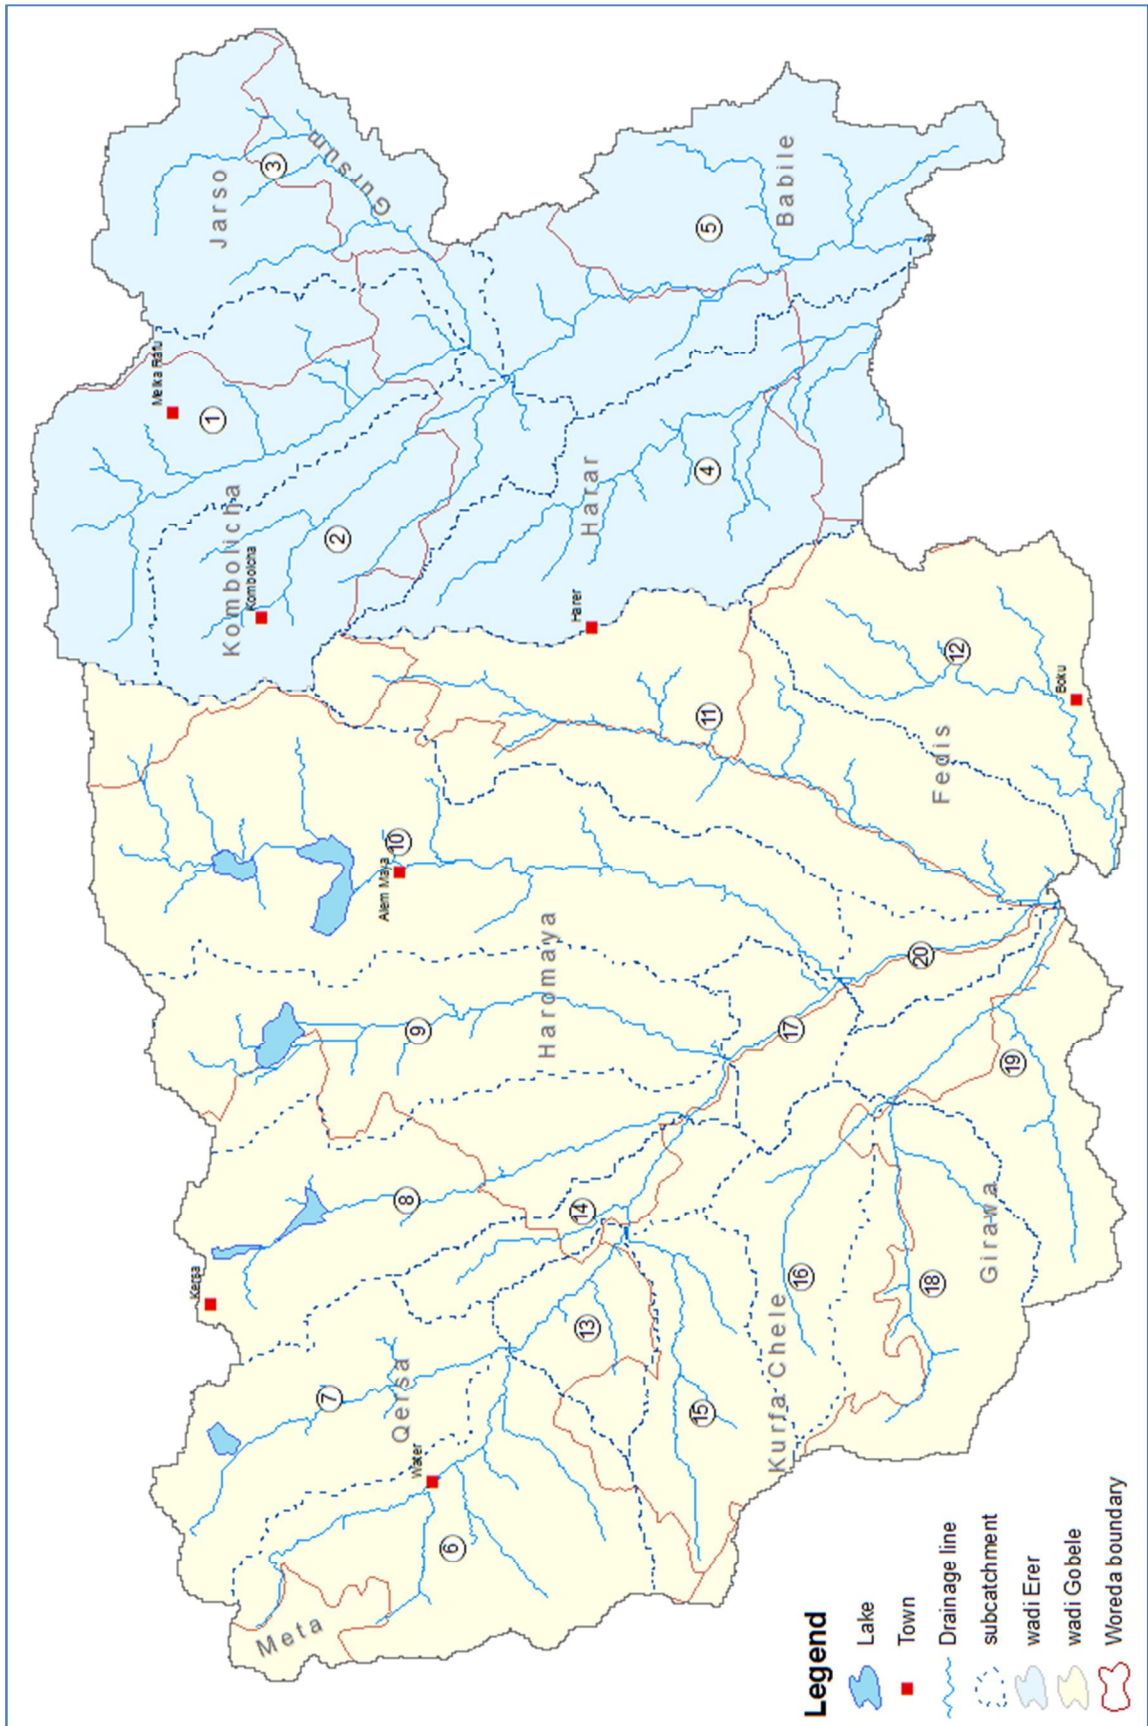 Meta
Kersa
7
Qersa
Water
6
8
9
10
Alem Maya
Haromaya
Melka Rafu
1
Kombolicha
Kombolcha
2
Jarso
3
Gursum
Harar
Harer
4
5
Babile
11
12
Fedis
Boku
13
14
15
16
Kurfa Chele
17
18
Girawa
19
20
Legend
Lake
Town
Drainage line
subcatchment
wadi Erer
wadi Gobele
Woreda boundary